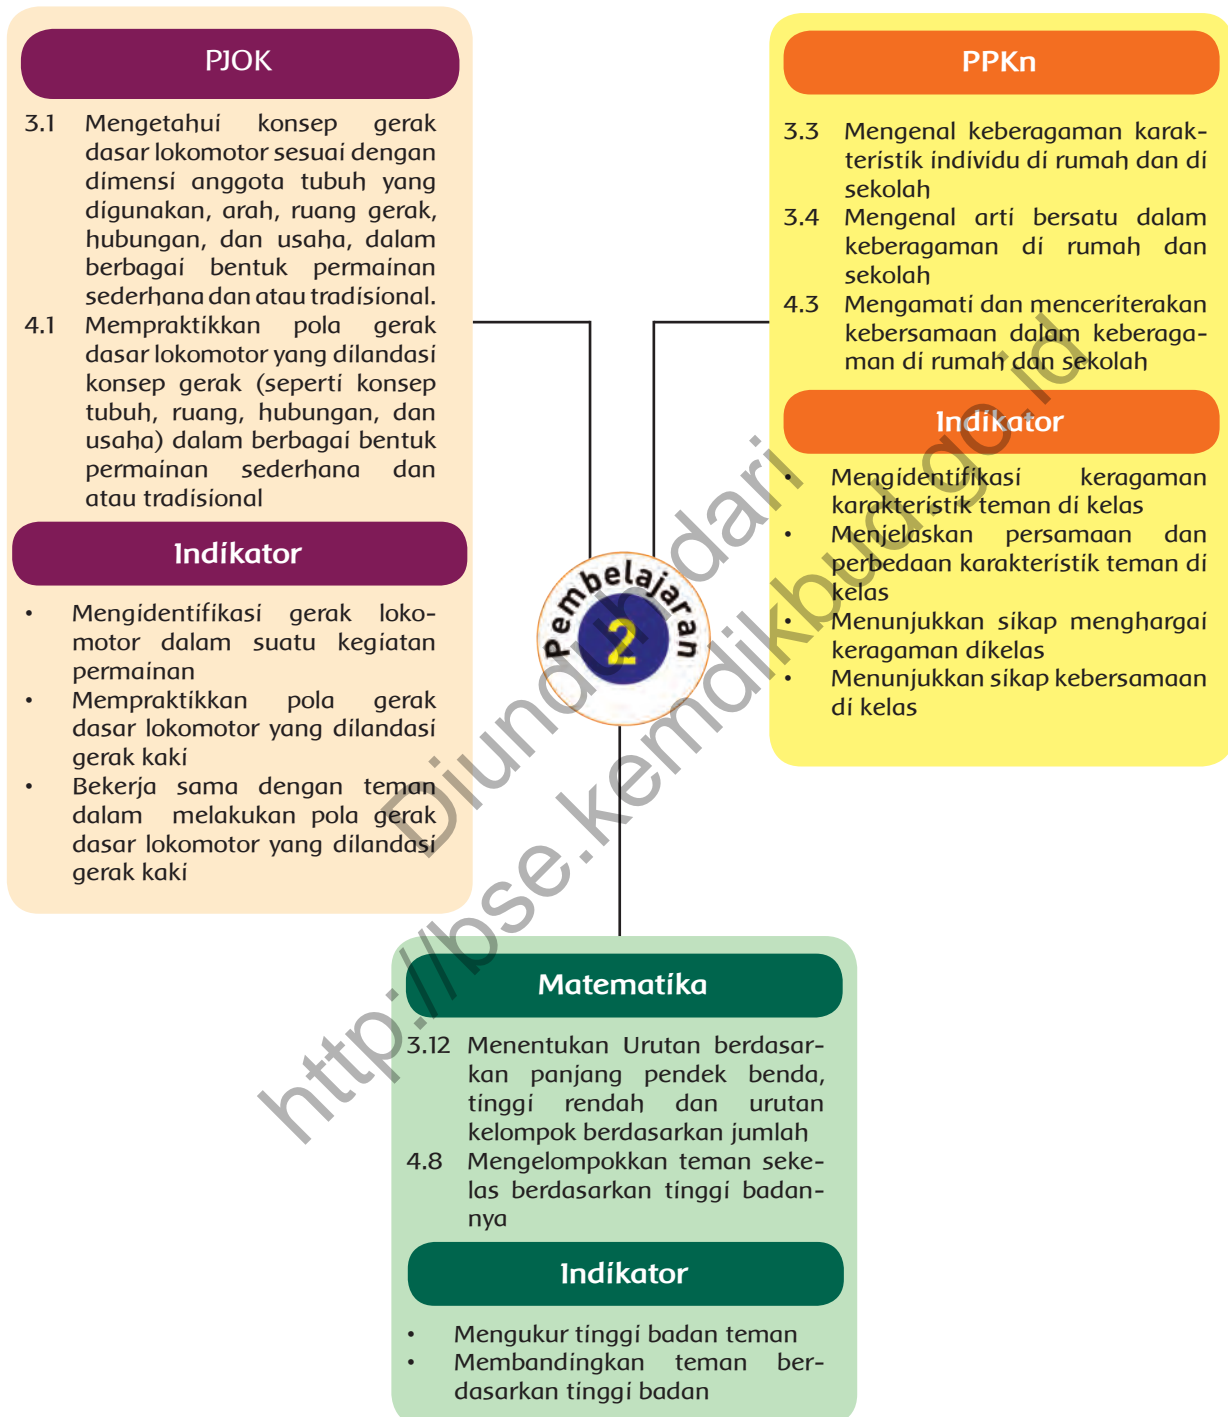 PJOK
3.1 Mengetahui konsep gerak
dasar lokomotor sesuai dengan
dimensi anggota tubuh yang
digunakan, arah, ruang gerak,
hubungan, dan usaha, dalam
berbagai bentuk permainan
sederhana dan atau tradisional.
4.1 Mempraktikkan pola gerak
dasar lokomotor yang dilandasi
konsep gerak (seperti konsep
tubuh, ruang, hubungan, dan
usaha) dalam berbagai bentuk
permainan sederhana dan
atau tradisional
Indikator
• Mengidentifikasi gerak loko-
motor dalam suatu kegiatan
permainan
• Mempraktikkan pola gerak
dasar lokomotor yang dilandasi
gerak kaki
• Bekerja sama dengan teman
dalam melakukan pola gerak
dasar lokomotor yang dilandasi
gerak kaki
PPKn
3.3 Mengenal keberagaman karak-
teristik individu di rumah dan di
sekolah
3.4 Mengenal arti bersatu dalam
keberagaman di rumah dan
sekolah
4.3 Mengamati dan menceriterakan
kebersamaan dalam keberaga-
man di rumah dan sekolah
Indikator
• Mengidentifikasi keragaman
karakteristik teman di kelas
• Menjelaskan persamaan dan
perbedaan karakteristik teman di
kelas
• Menunjukkan sikap menghargai
keragaman dikelas
• Menunjukkan sikap kebersamaan
di kelas
Pembelajaran
2
Matematika
3.12 Menentukan Urutan berdasar-
kan panjang pendek benda,
tinggi rendah dan urutan
kelompok berdasarkan jumlah
4.8 Mengelompokkan teman seke-
las berdasarkan tinggi badan-
nya
Indikator
• Mengukur tinggi badan teman
• Membandingkan teman ber-
dasarkan tinggi badan
Diunduh dari
http://bse.kemdikbud.go.id